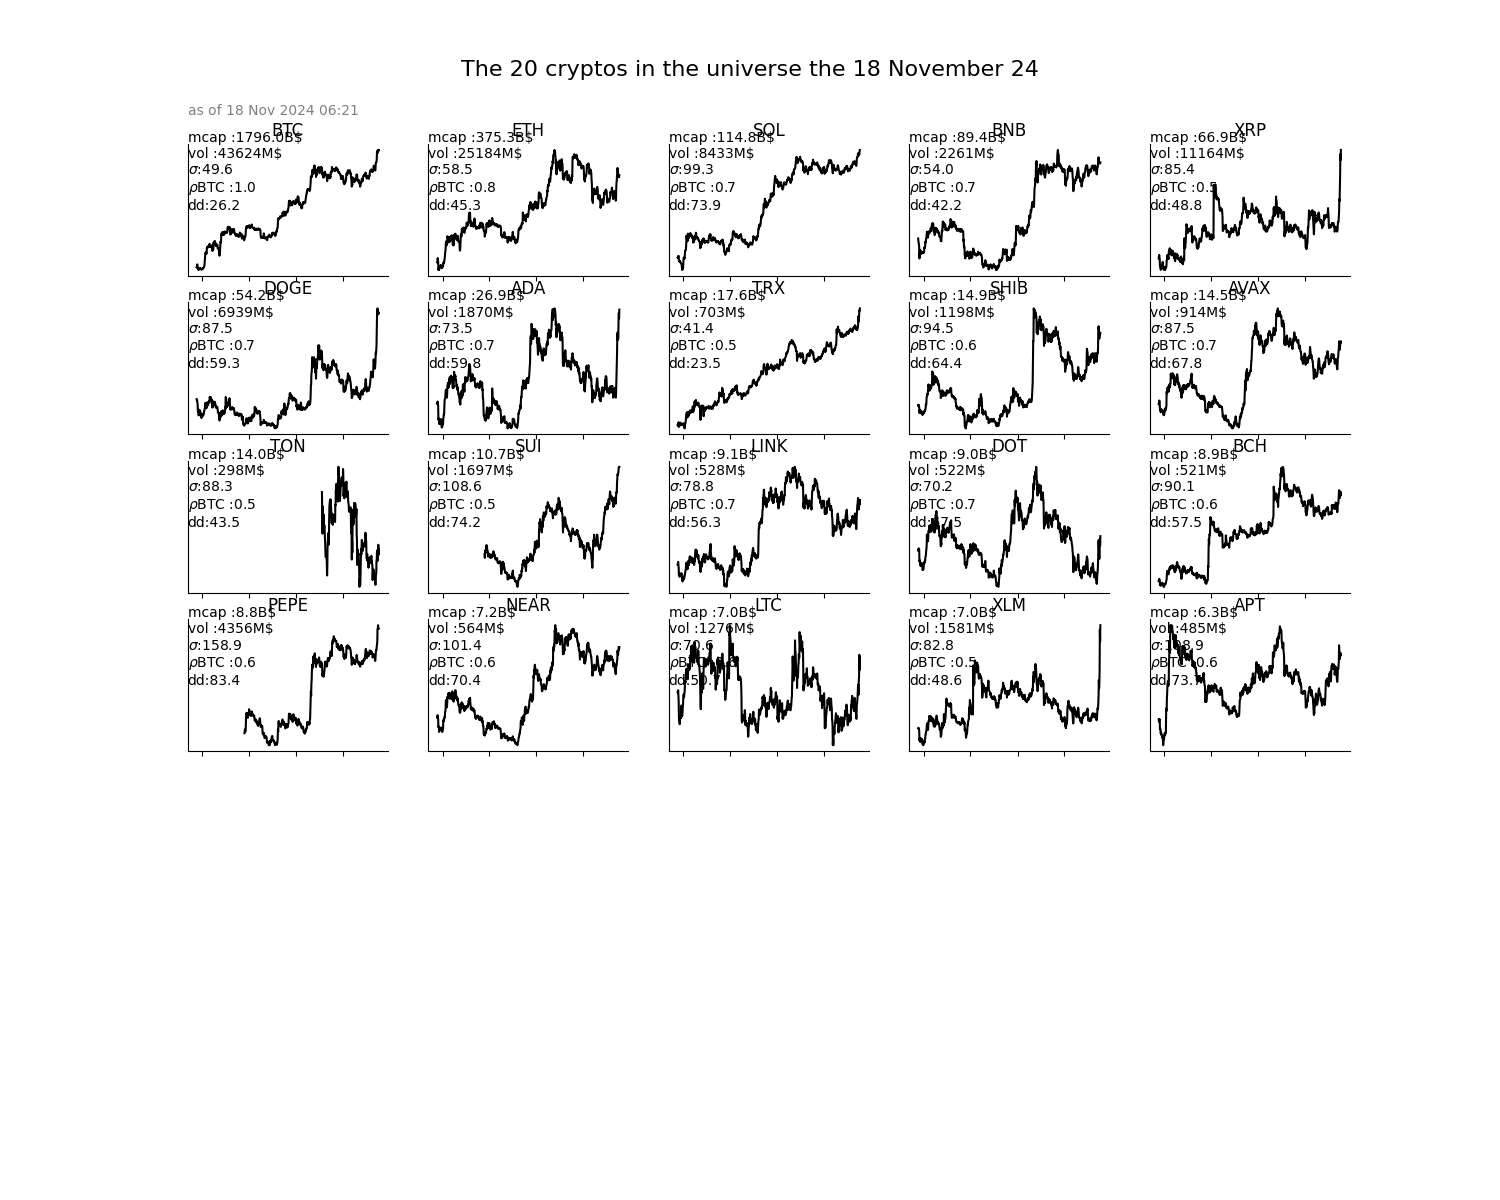 The 20 cryptos in the universe the 18 November 24
as of 18 Nov 2024 06:21
BTC
mcap :1796.0B$
vol :43624M$
σ:49.6
ρBTC :1.0
dd:26.2
ETH
mcap :375.3B$
vol :25184M$
σ:58.5
ρBTC :0.8
dd:45.3
SOL
mcap :114.8B$
vol :8433M$
σ:99.3
ρBTC :0.7
dd:73.9
BNB
mcap :89.4B$
vol :2261M$
σ:54.0
ρBTC :0.7
dd:42.2
XRP
mcap :66.9B$
vol :11164M$
σ:85.4
ρBTC :0.5
dd:48.8
DOGE
mcap :54.2B$
vol :6939M$
σ:87.5
ρBTC :0.7
dd:59.3
ADA
mcap :26.9B$
vol :1870M$
σ:73.5
ρBTC :0.7
dd:59.8
TRX
mcap :17.6B$
vol :703M$
σ:41.4
ρBTC :0.5
dd:23.5
SHIB
mcap :14.9B$
vol :1198M$
σ:94.5
ρBTC :0.6
dd:64.4
AVAX
mcap :14.5B$
vol :914M$
σ:87.5
ρBTC :0.7
dd:67.8
TON
mcap :14.0B$
vol :298M$
σ:88.3
ρBTC :0.5
dd:43.5
SUI
mcap :10.7B$
vol :1697M$
σ:108.6
ρBTC :0.5
dd:74.2
LINK
mcap :9.1B$
vol :528M$
σ:78.8
ρBTC :0.7
dd:56.3
DOT
mcap :9.0B$
vol :522M$
σ:70.2
ρBTC :0.7
BCH
mcap :8.9B$
vol :521M$
σ:90.1
ρBTC :0.6
dd:57.5
PEPE
mcap :8.8B$
vol :4356M$
σ:158.9
ρBTC :0.6
dd:83.4
NEAR
mcap :7.2B$
vol :564M$
σ:101.4
ρBTC :0.6
dd:70.4
LTC
mcap :7.0B$
vol :1276M$
σ:70.6
XLM
mcap :7.0B$
vol :1581M$
σ:82.8
ρBTC :0.5
dd:48.6
APT
mcap :6.3B$
vol :485M$
σ:108.9
ρBTC :0.6